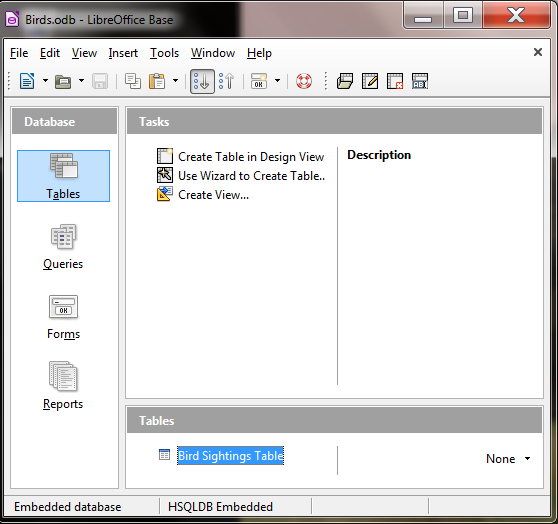 Birds.odb - LibreOffice Base
File Edit View Insert Tools Window Help
Database
Tables
Queries
Forms
Reports
Tasks
Create Table in Design View
Use Wizard to Create Table..
Create View...
Description
Tables
Bird Sightings Table
None
Embedded database
HSQLDB Embedded